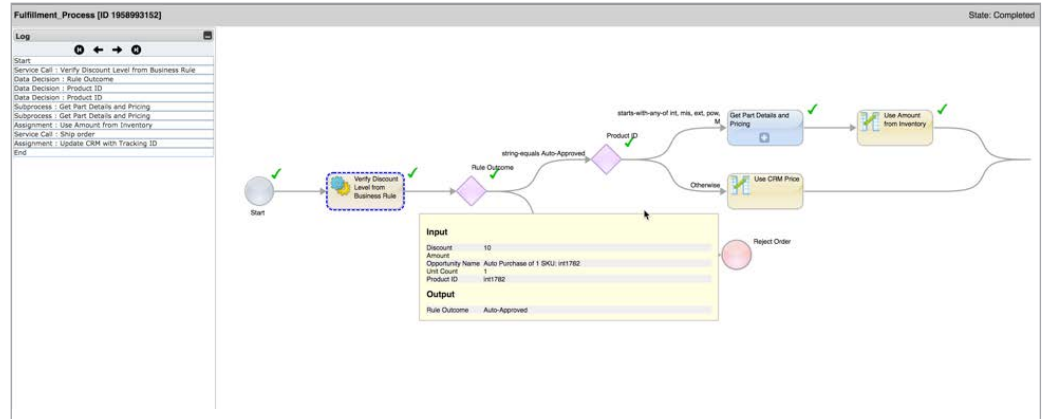 Fulfillment_Process [ID 1958993152]
State: Completed
Log
Start
Service Call : Verify Discount Level from Business Rule
Data Decision : Rule Outcome
Data Decision : Product ID
Data Decision : Product ID
Subprocess : Get Part Details and Pricing
Subprocess : Get Part Details and Pricing
Assignment : Use Amount from Inventory
Service Call : Ship order
Assignment : Update CRM with Tracking ID
End
Start
Verify Discount
Level from
Business Rule
Rule Outcome
string-equals Auto-Approved
Product ID
starts-with-any-of int, mis, ext, pow,
M
Get Part Details and
Pricing
Use Amount
from Inventory
Otherwise
Use CRM Price
Reject Order
Input
Discount 10
Amount
Opportunity Name Auto Purchase of 1 SKU: int1782
Unit Count 1
Product ID int1782
Output
Rule Outcome Auto-Approved